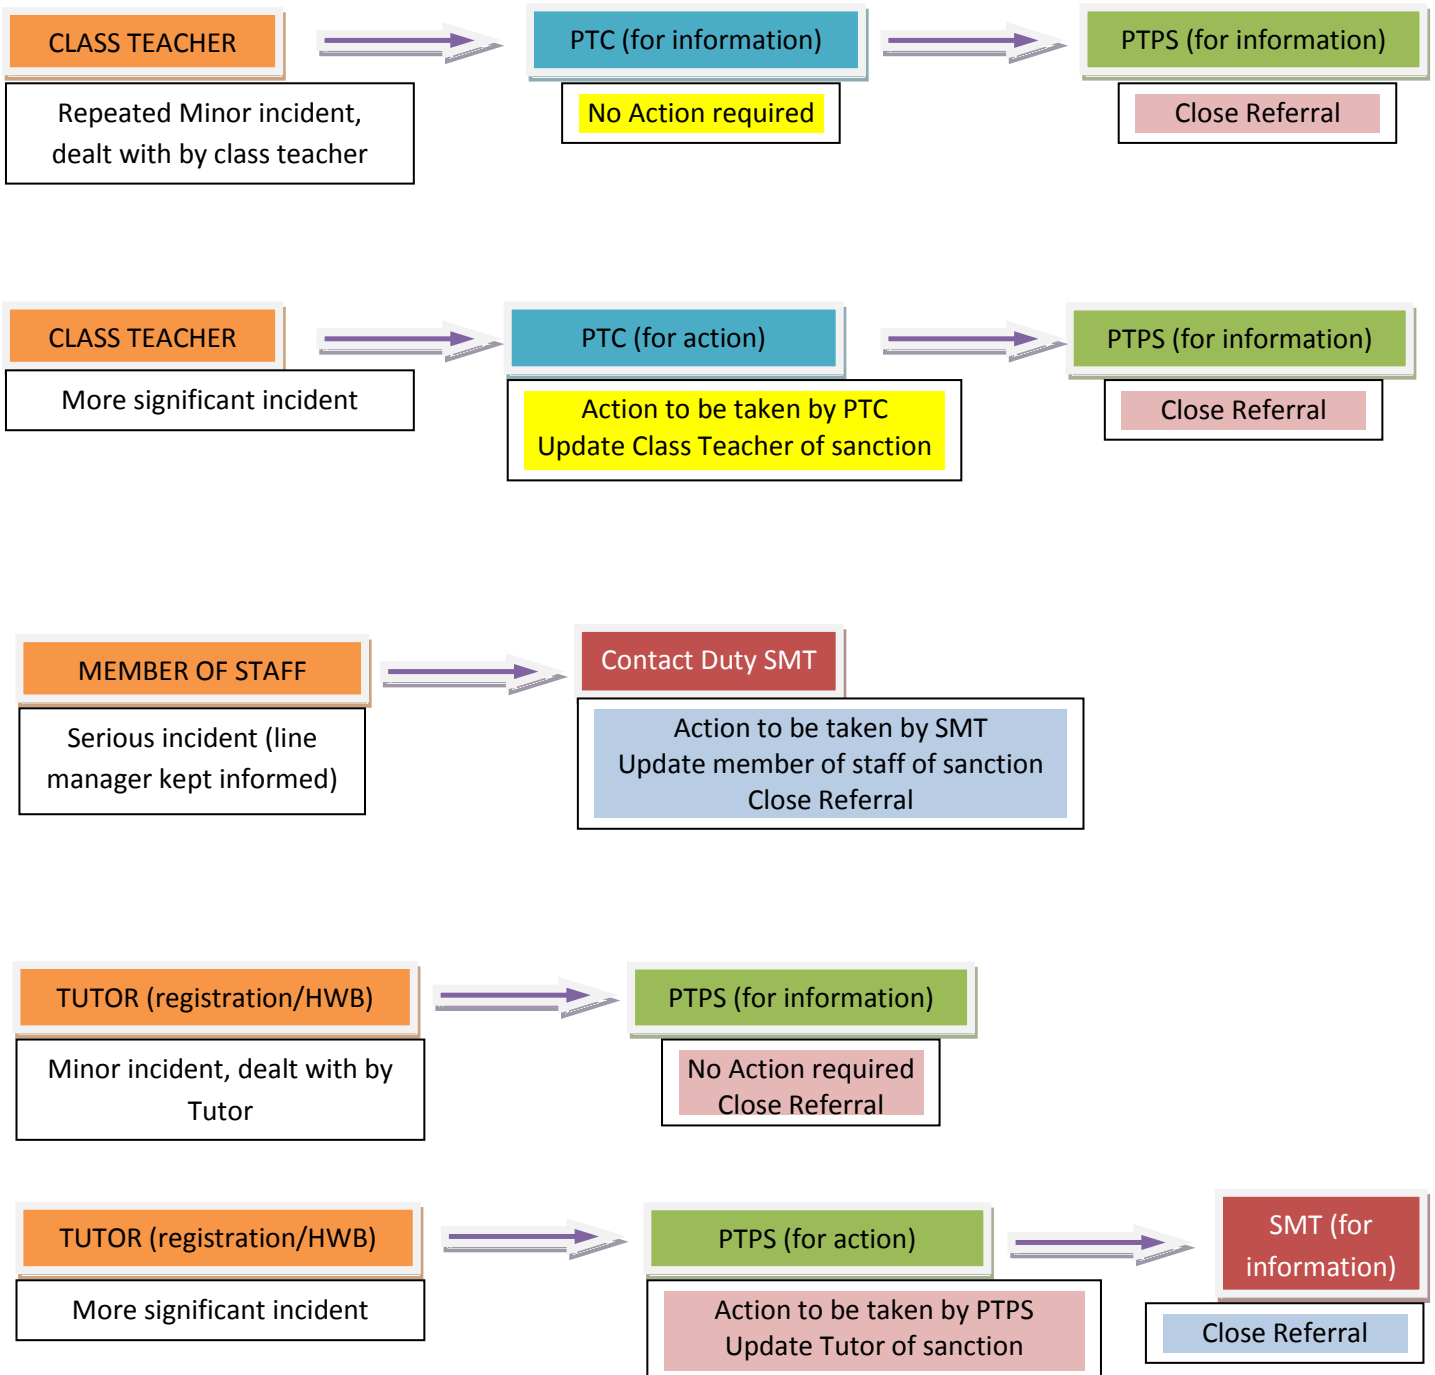 CLASS TEACHER
PTC (for information)
PTPS (for information)
Repeated Minor incident,
dealt with by class teacher
No Action required
Close Referral
CLASS TEACHER
PTC (for action)
PTPS (for information)
More significant incident
Action to be taken by PTC
Update Class Teacher of sanction
Close Referral
MEMBER OF STAFF
Contact Duty SMT
Serious incident (line
manager kept informed)
Action to be taken by SMT
Update member of staff of sanction
Close Referral
TUTOR (registration/HWB)
PTPS (for information)
Minor incident, dealt with by
Tutor
No Action required
Close Referral
TUTOR (registration/HWB)
PTPS (for action)
SMT (for
information)
More significant incident
Action to be taken by PTPS
Update Tutor of sanction
Close Referral